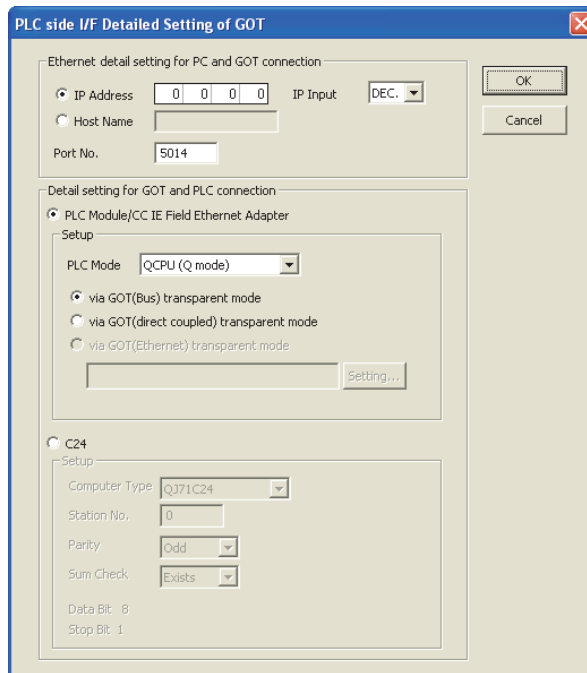 PLC side I/F Detailed Setting of GOT
Ethernet detail setting for PC and GOT connection
IP Address 0 0 0 0 IP Input DEC.
OK
Host Name
Cancel
Port No. 5014
Detail setting for GOT and PLC connection
PLC Module/CC IE Field Ethernet Adapter
Setup
PLC Mode QCPU (Q mode)
via GOT(Bus) transparent mode
via GOT(direct coupled) transparent mode
via GOT(Ethernet) transparent mode
Setting...
C24
Setup
Computer Type QJ71C24
Station No. 0
Parity Odd
Sum Check Exists
Data Bit 8
Stop Bit 1